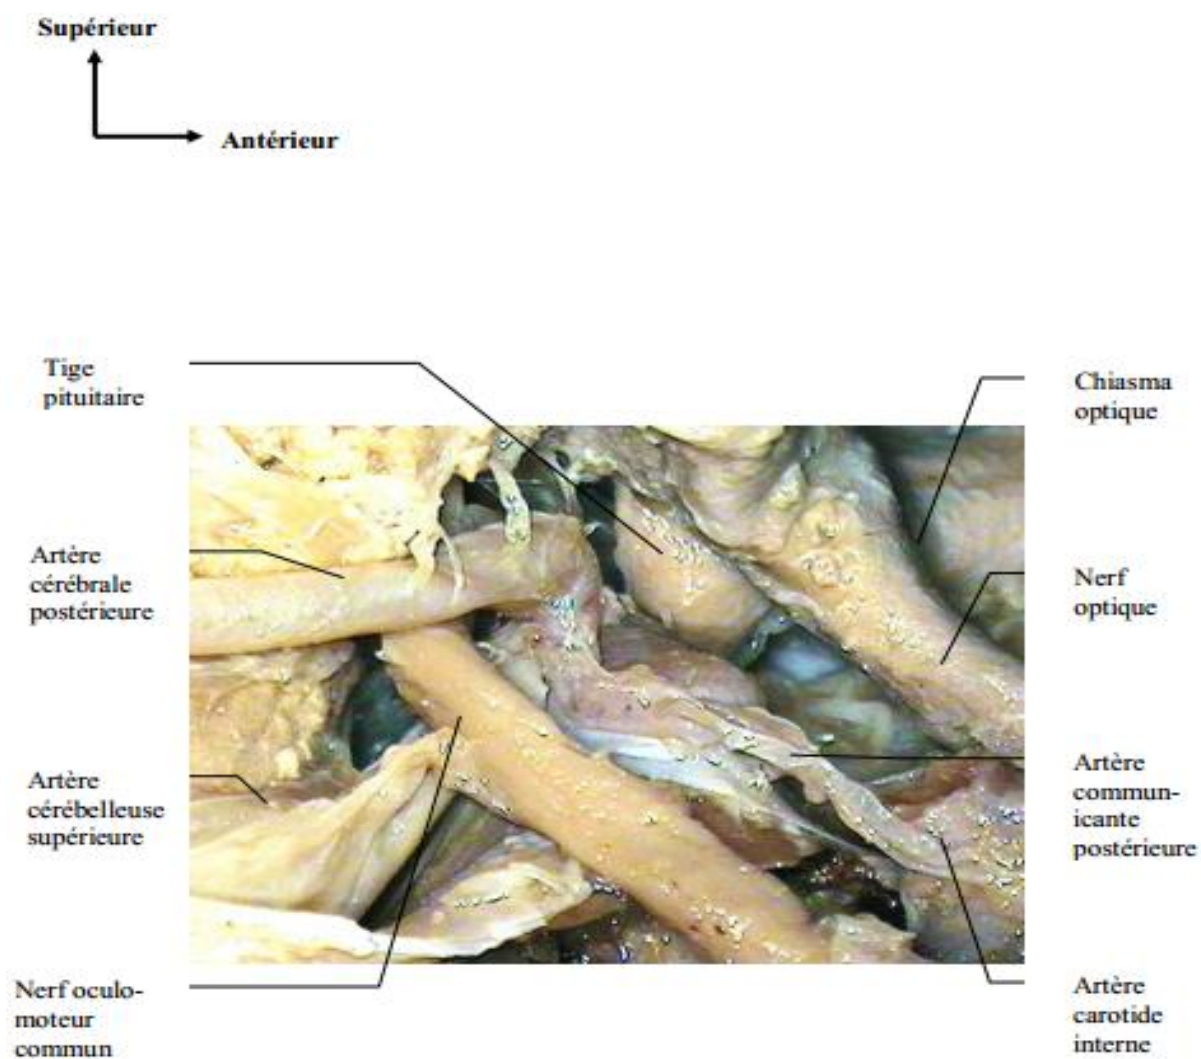 Supérieur
Antérieur
Tige
pituitaire
Chiasma
optique
Artère
cérébrale
postérieure
Nerf
optique
Artère
cérébelleuse
supérieure
Artère
commun-
icante
postérieure
Nerf oculo-
moteur
commun
Artère
carotide
interne